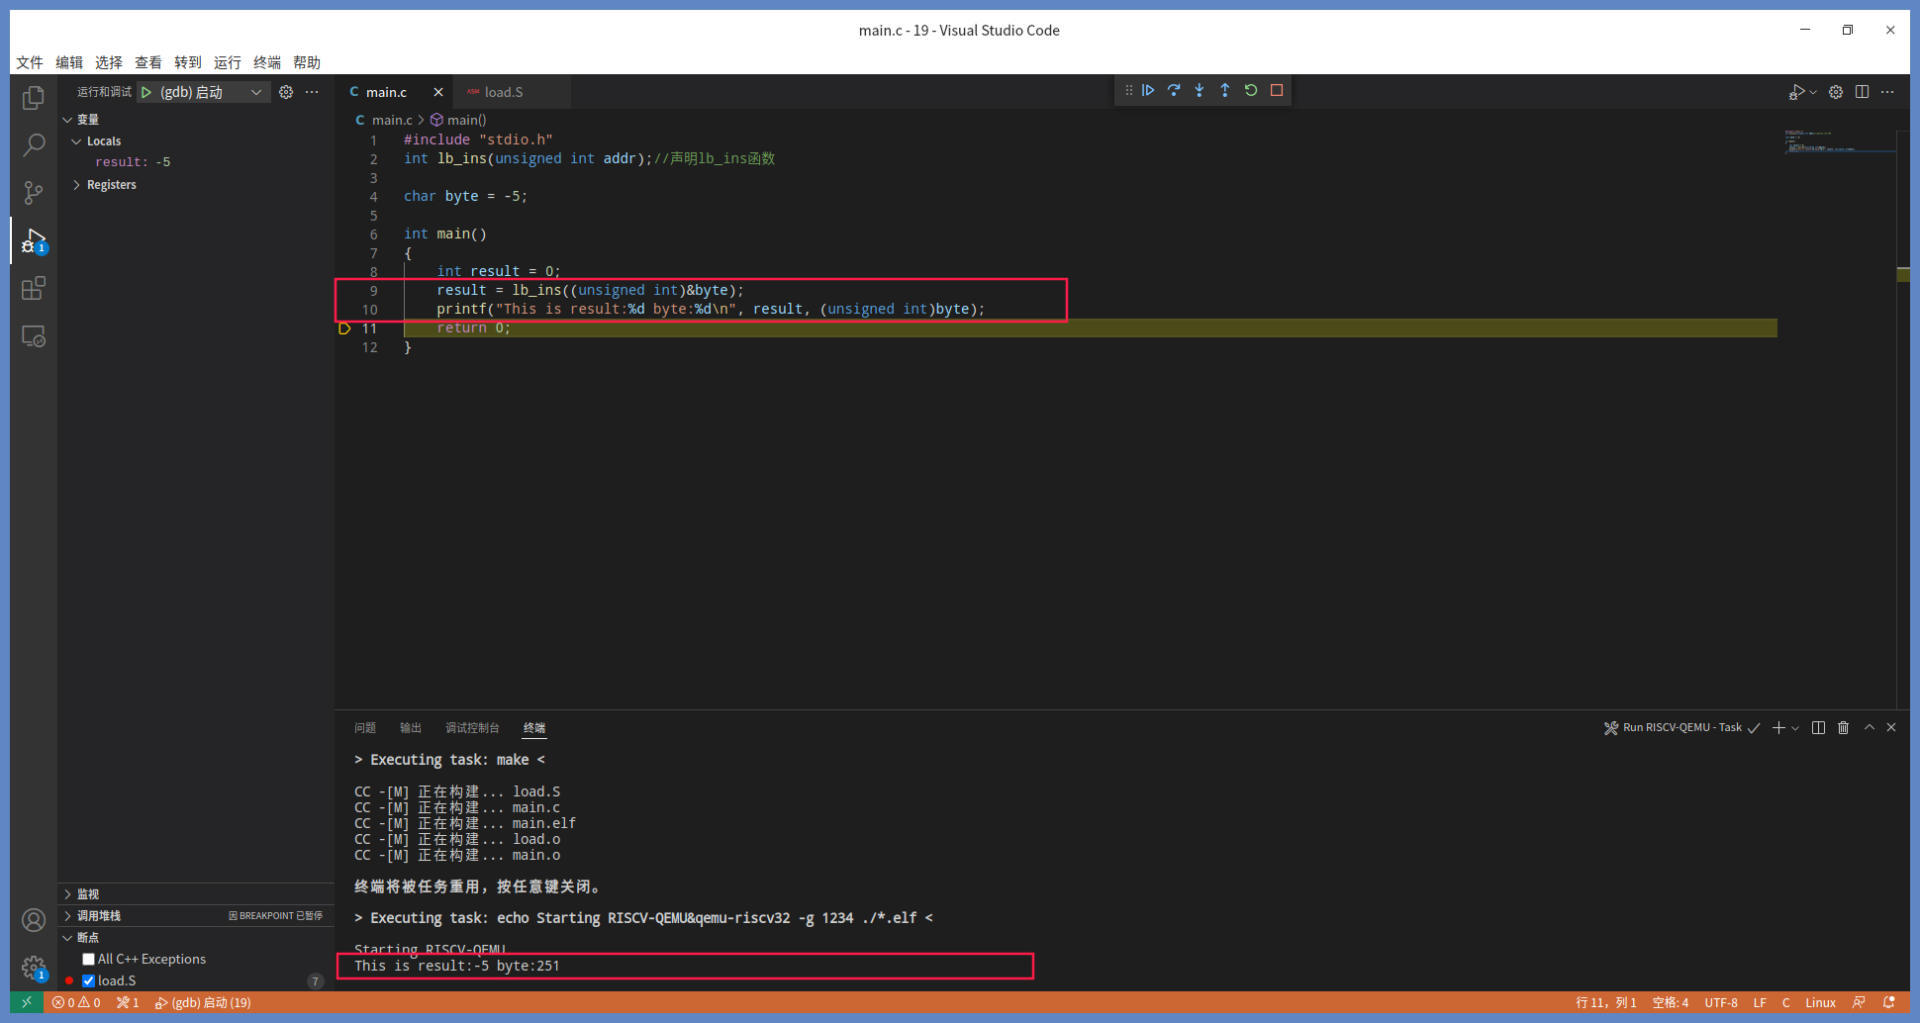 main.c - 19 - Visual Studio Code
文件 编辑 选择 查看 转到 运行 终端 帮助
运行和调试 (gdb) 启动
变量
Locals
result: -5
Registers
main.c
ASM load.S
C main.c > main()
1 #include "stdio.h"
2 int lb_ins(unsigned int addr);//声明lb_ins函数
3
4 char byte = -5;
5
6 int main()
7 {
8 int result = 0;
9 result = lb_ins((unsigned int)&byte);
10 printf("This is result:%d byte:%d\n", result, (unsigned int)byte);
11 return 0;
12 }
问题 输出 调试控制台 终端
Run RISCV-QEMU - Task
> Executing task: make <
CC -[M] 正在构建... load.S
CC -[M] 正在构建... main.c
CC -[M] 正在构建... main.elf
CC -[M] 正在构建... load.o
CC -[M] 正在构建... main.o
终端将被任务重用，按任意键关闭。
> Executing task: echo Starting RISCV-QEMU&qemu-riscv32 -g 1234 ./*.elf <
Starting RISCV-QEMU
This is result:-5 byte:251
监视
调用堆栈 因 BREAKPOINT 已暂停
断点
All C++ Exceptions
load.S 7
1
1
0 0 1 (gdb) 启动 (19)
行 11，列 1 空格: 4 UTF-8 LF C Linux